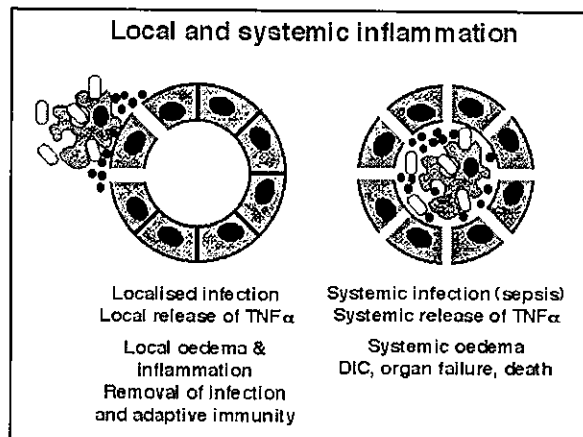 Local and systemic inflammation
Localised infection
Local release of TNFα
Local oedema &
inflammation
Removal of infection
and adaptive immunity
Systemic infection (sepsis)
Systemic release of TNFα
Systemic oedema
DIC, organ failure, death